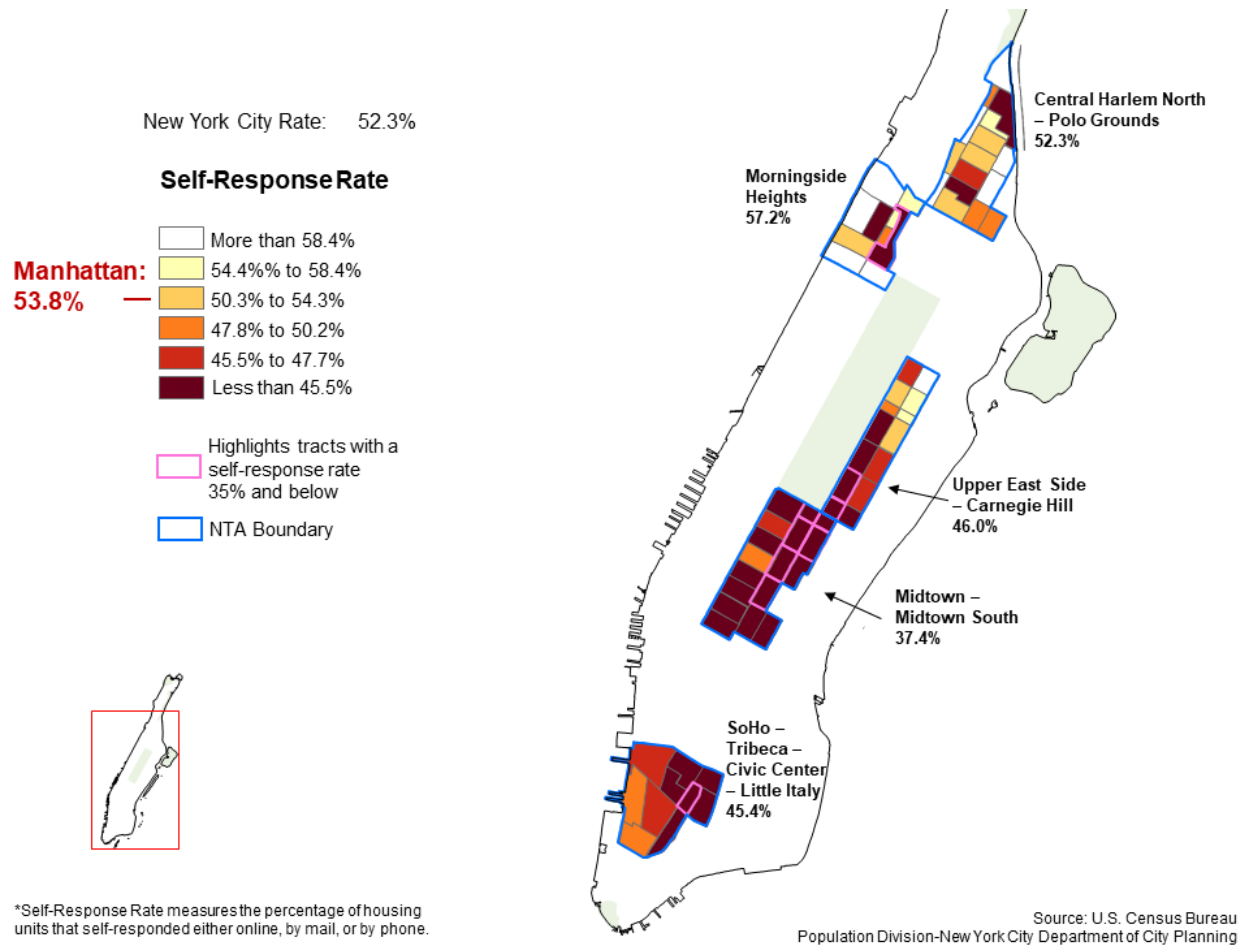 New York City Rate: 52.3%
Self-Response Rate
Manhattan:
53.8%
More than 58.4%
54.4%% to 58.4%
50.3% to 54.3%
47.8% to 50.2%
45.5% to 47.7%
Less than 45.5%
Highlights tracts with a
self-response rate
35% and below
NTA Boundary
Central Harlem North
– Polo Grounds
52.3%
Morningside
Heights
57.2%
Upper East Side
– Carnegie Hill
46.0%
Midtown –
Midtown South
37.4%
SoHo –
Tribeca –
Civic Center
– Little Italy
45.4%
*Self-Response Rate measures the percentage of housing
units that self-responded either online, by mail, or by phone.
Source: U.S. Census Bureau
Population Division-New York City Department of City Planning